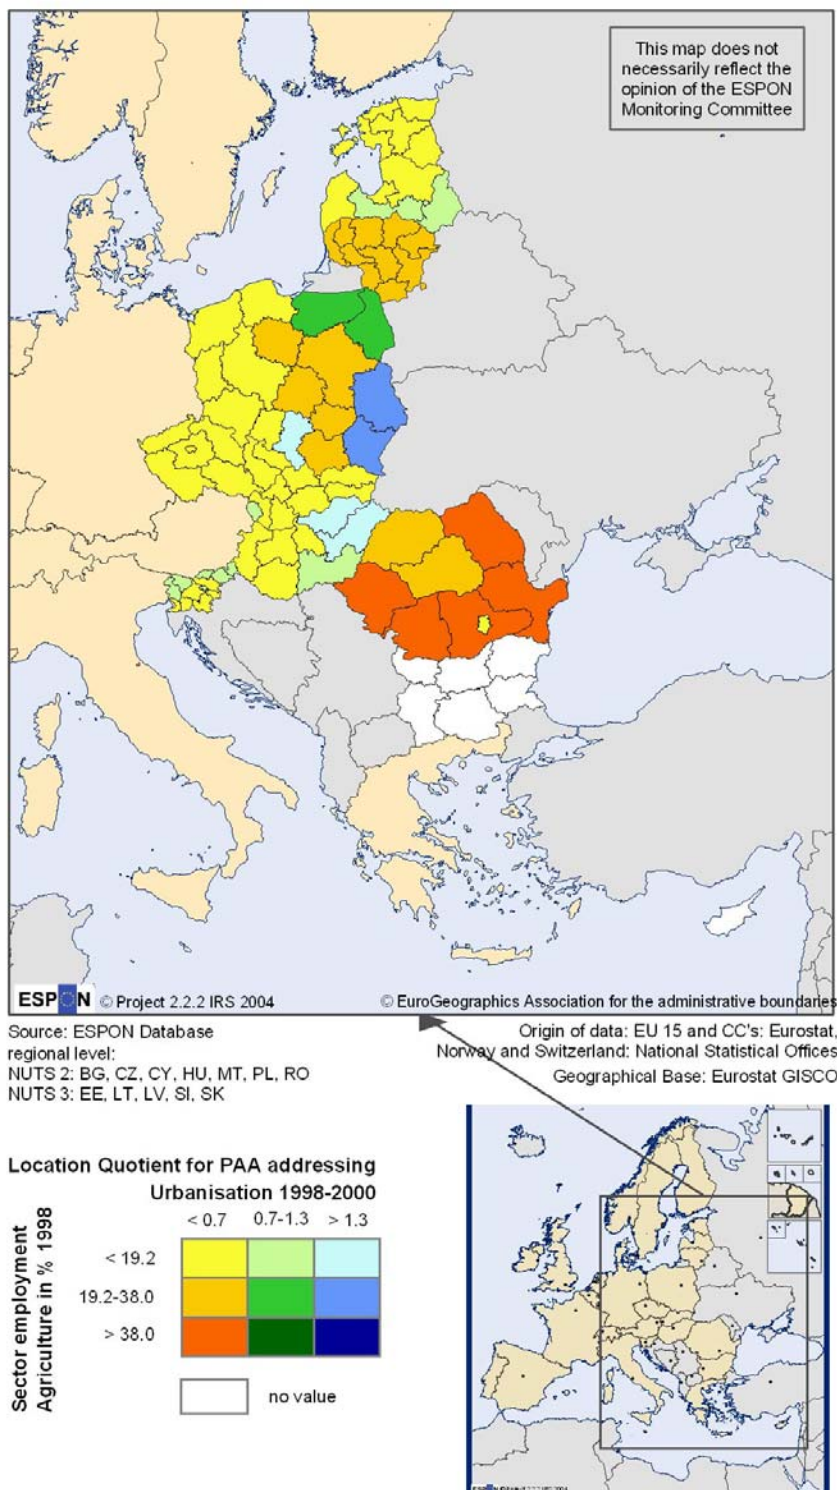 This map does not
necessarily reflect the
opinion of the ESPON
Monitoring Committee
ESPON © Project 2.2.2 IRS 2004
© EuroGeographics Association for the administrative boundaries
Source: ESPON Database
regional level:
NUTS 2: BG, CZ, CY, HU, MT, PL, RO
NUTS 3: EE, LT, LV, SI, SK
Origin of data: EU 15 and CC's: Eurostat,
Norway and Switzerland: National Statistical Offices
Geographical Base: Eurostat GISCO
Location Quotient for PAA addressing
Urbanisation 1998-2000
< 0.7 0.7-1.3 > 1.3
Sector employment
Agriculture in % 1998
< 19.2
19.2-38.0
> 38.0
no value